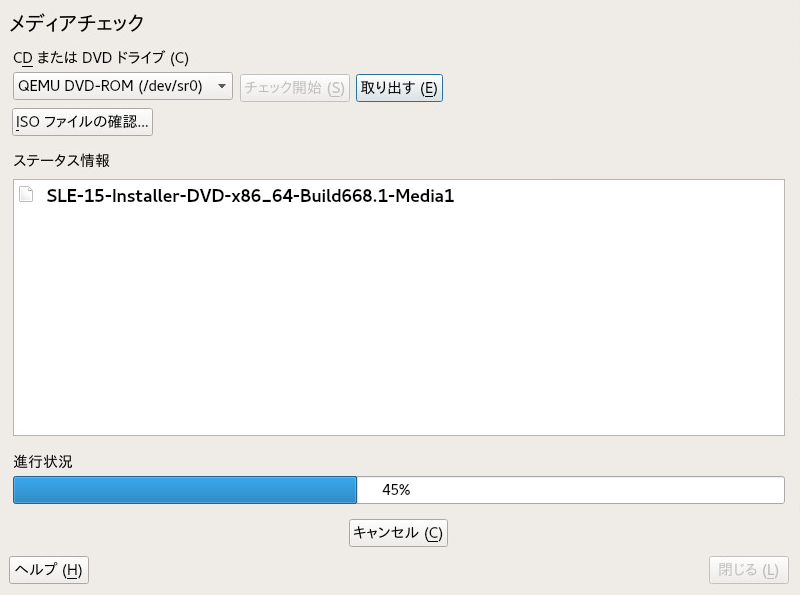 メディアチェック
CD または DVD ドライブ (C)
QEMU DVD-ROM (/dev/sr0) チェック開始 (S) 取り出す (E)
ISO ファイルの確認...
ステータス情報
SLE-15-Installer-DVD-x86_64-Build668.1-Media1
進行状況
45%
キャンセル (C)
ヘルプ (H) 閉じる (L)